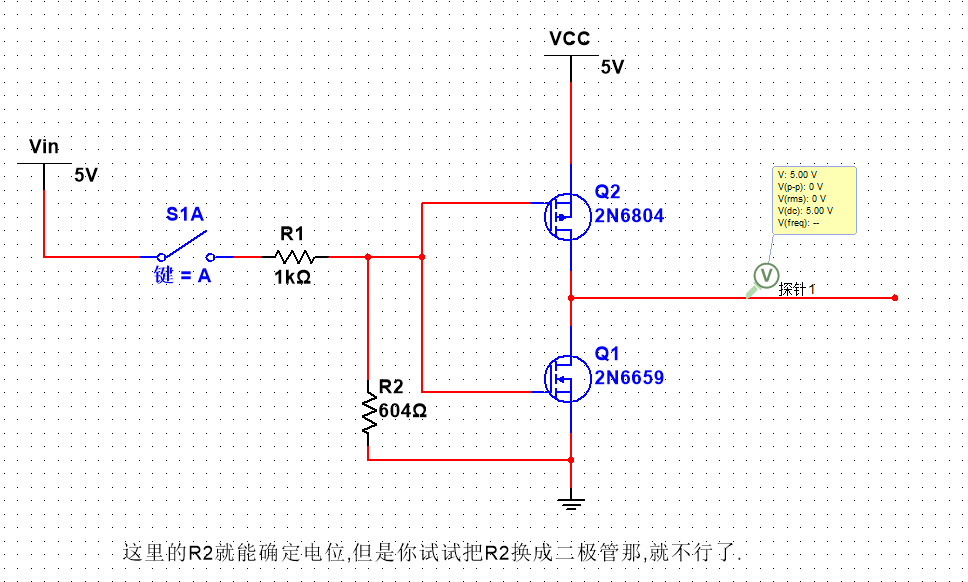 VCC
5V
Vin
5V
S1A
键 = A
R1
1kΩ
Q2
2N6804
V: 5.00 V
V(p-p): 0 V
V(rms): 0 V
V(dc): 5.00 V
V(freq): --
V
探针1
Q1
2N6659
R2
604Ω
这里的R2就能确定电位,但是你试试把R2换成二极管那,就不行了.